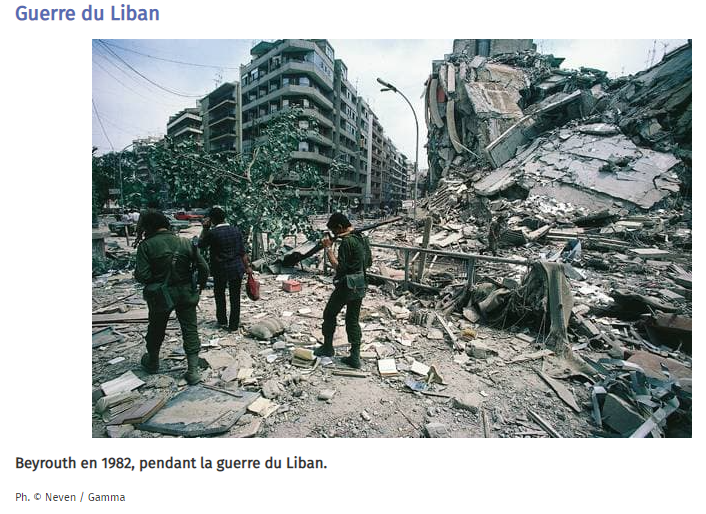 Guerre du Liban
Beyrouth en 1982, pendant la guerre du Liban.
Ph. © Neven / Gamma